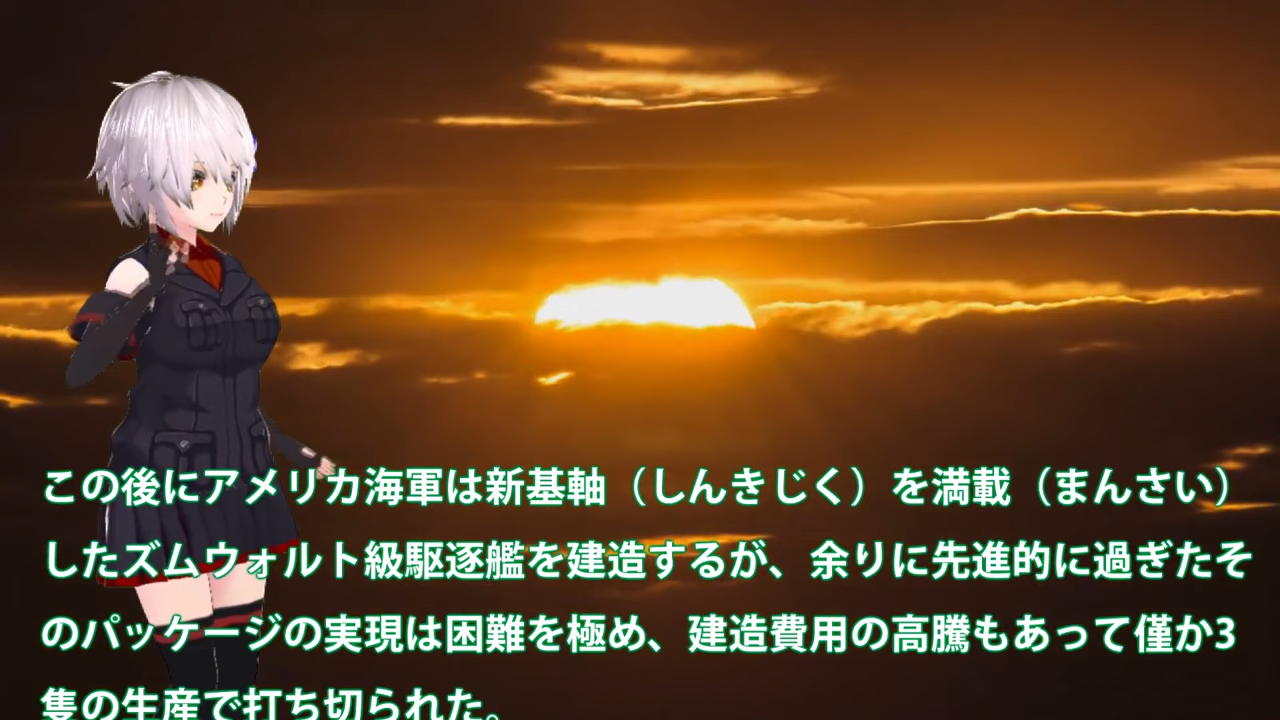 この後にアメリカ海軍は新基軸（しんきじく）を満載（まんさい）
したズムウォルト級駆逐艦を建造するが、余りに先進的に過ぎたそ
のパッケージの実現は困難を極め、建造費用の高騰もあって僅か3
隻の生産で打ち切られた。